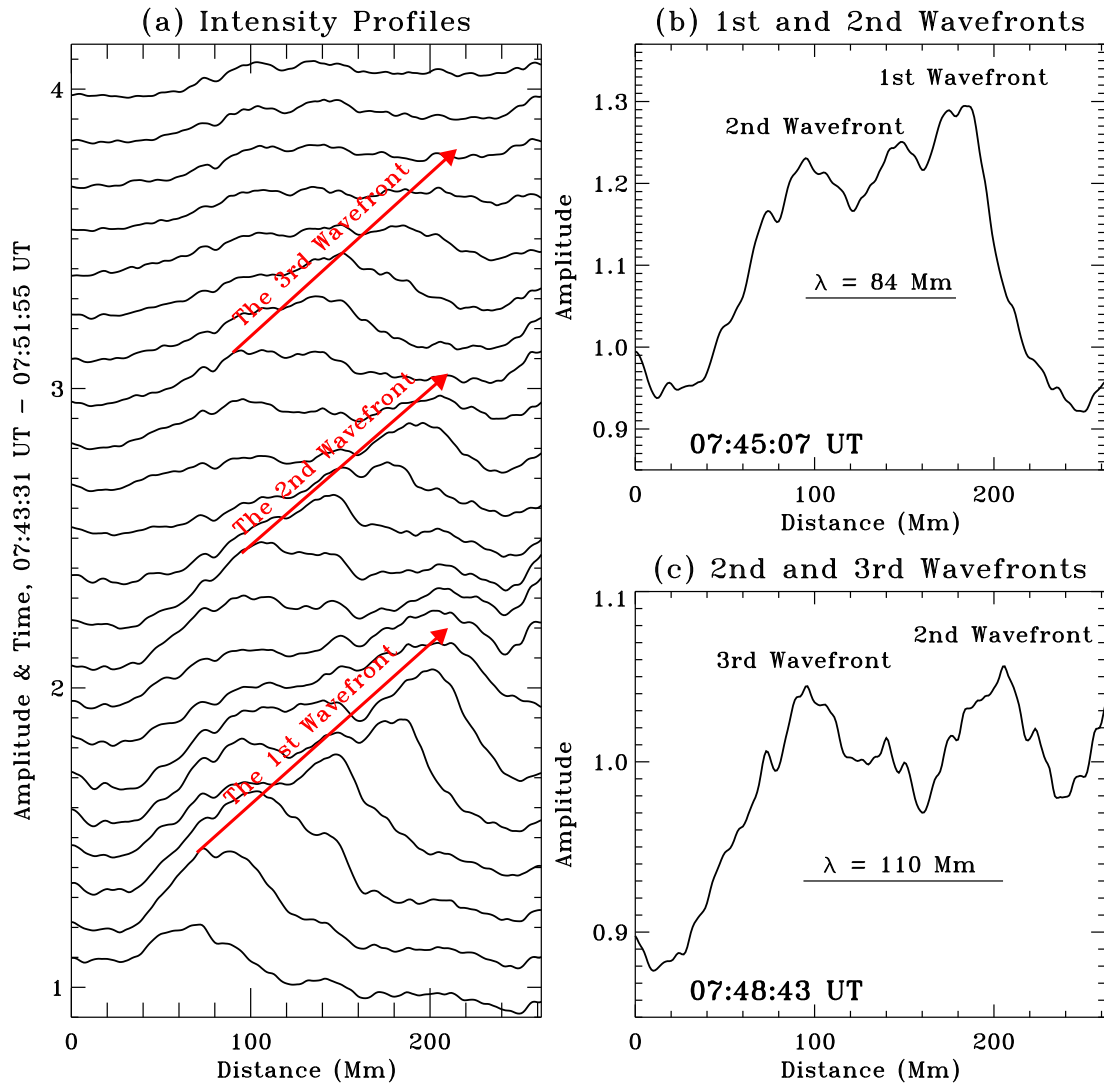 (a) Intensity Profiles
Amplitude & Time, 07:43:31 UT − 07:51:55 UT
4
3
2
1
The 3rd Wavefront
The 2nd Wavefront
The 1st Wavefront
0
100
200
Distance (Mm)
(b) 1st and 2nd Wavefronts
Amplitude
1.3
1.2
1.1
1.0
0.9
1st Wavefront
2nd Wavefront
λ = 84 Mm
07:45:07 UT
0
100
200
Distance (Mm)
(c) 2nd and 3rd Wavefronts
Amplitude
1.1
1.0
0.9
2nd Wavefront
3rd Wavefront
λ = 110 Mm
07:48:43 UT
0
100
200
Distance (Mm)